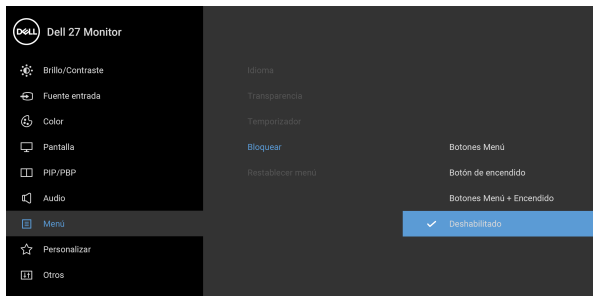 DELL Dell 27 Monitor
Brillo/Contraste
Idioma
Fuente entrada
Transparencia
Color
Temporizador
Pantalla
Bloquear
Botones Menú
PIP/PBP
Restablecer menú
Botón de encendido
Audio
Botones Menú + Encendido
Menú
Deshabilitado
Personalizar
Otros